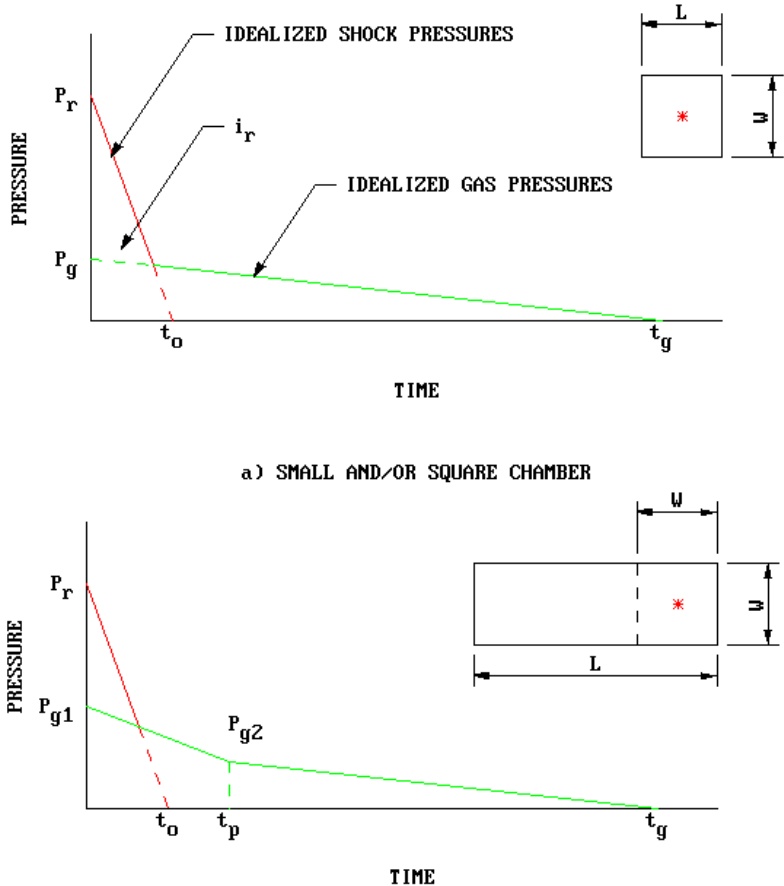 L
IDEALIZED SHOCK PRESSURES
Pr
ir
W
PRESSURE
IDEALIZED GAS PRESSURES
Pg
to
tg
TIME
a) SMALL AND/OR SQUARE CHAMBER
W
Pr
W
PRESSURE
L
Pg1
Pg2
to
tp
tg
TIME